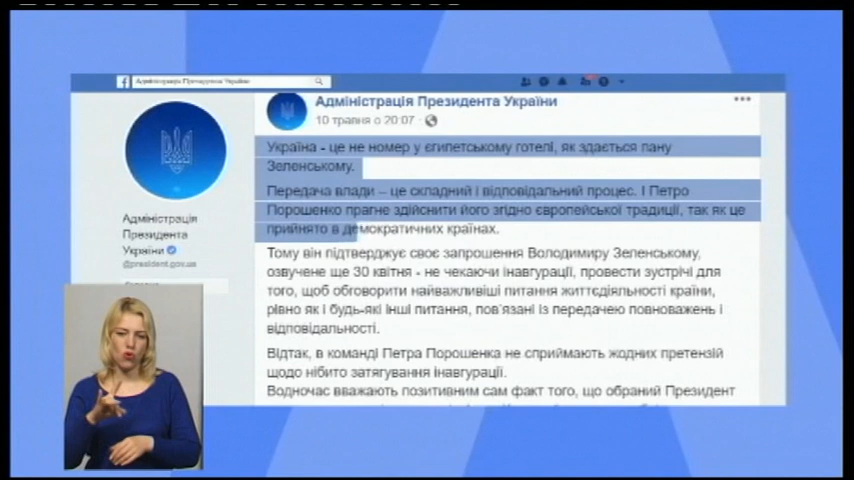 Адміністрація Президента України
Адміністрація Президента України
10 травня о 20:07
Україна - це не номер у єгипетському готелі, як здається пану
Зеленському.
Передача влади – це складний і відповідальний процес. І Петро
Порошенко прагне здійснити його згідно європейської традиції, так як це
прийнято в демократичних країнах.
Тому він підтверджує своє запрошення Володимиру Зеленському,
озвучене ще 30 квітня - не чекаючи інавгурації, провести зустрічі для
того, щоб обговорити найважливіші питання життєдіяльності країни,
рівно як і будь-які інші питання, пов'язані із передачею повноважень і
відповідальності.
Відтак, в команді Петра Порошенка не сприймають жодних претензій
щодо нібито затягування інавгурації.
Водночас вважають позитивним сам факт того, що обраний Президент
Адміністрація
Президента
України
@president.gov.ua